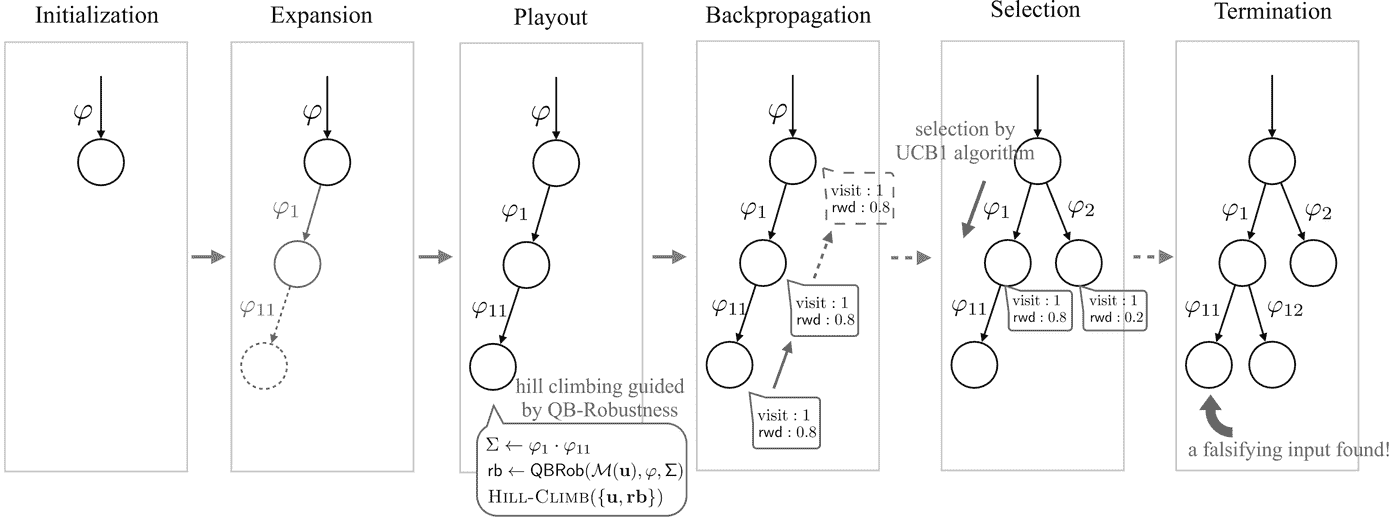 Initialization
φ
Expansion
φ
φ₁
φ₁₁
Playout
φ
φ₁
φ₁₁
hill climbing guided
by QB-Robustness
Σ ← φ₁ · φ₁₁
rb ← QBRob(ℳ(𝐮), φ, Σ)
HILL-CLIMB({𝐮, 𝐫𝐛})
Backpropagation
φ
visit : 1
rwd : 0.8
φ₁
visit : 1
rwd : 0.8
φ₁₁
visit : 1
rwd : 0.8
Selection
selection by
UCB1 algorithm
φ₁
φ₂
visit : 1
rwd : 0.8
visit : 1
rwd : 0.2
φ₁₁
Termination
φ₁
φ₂
φ₁₁
φ₁₂
a falsifying input found!